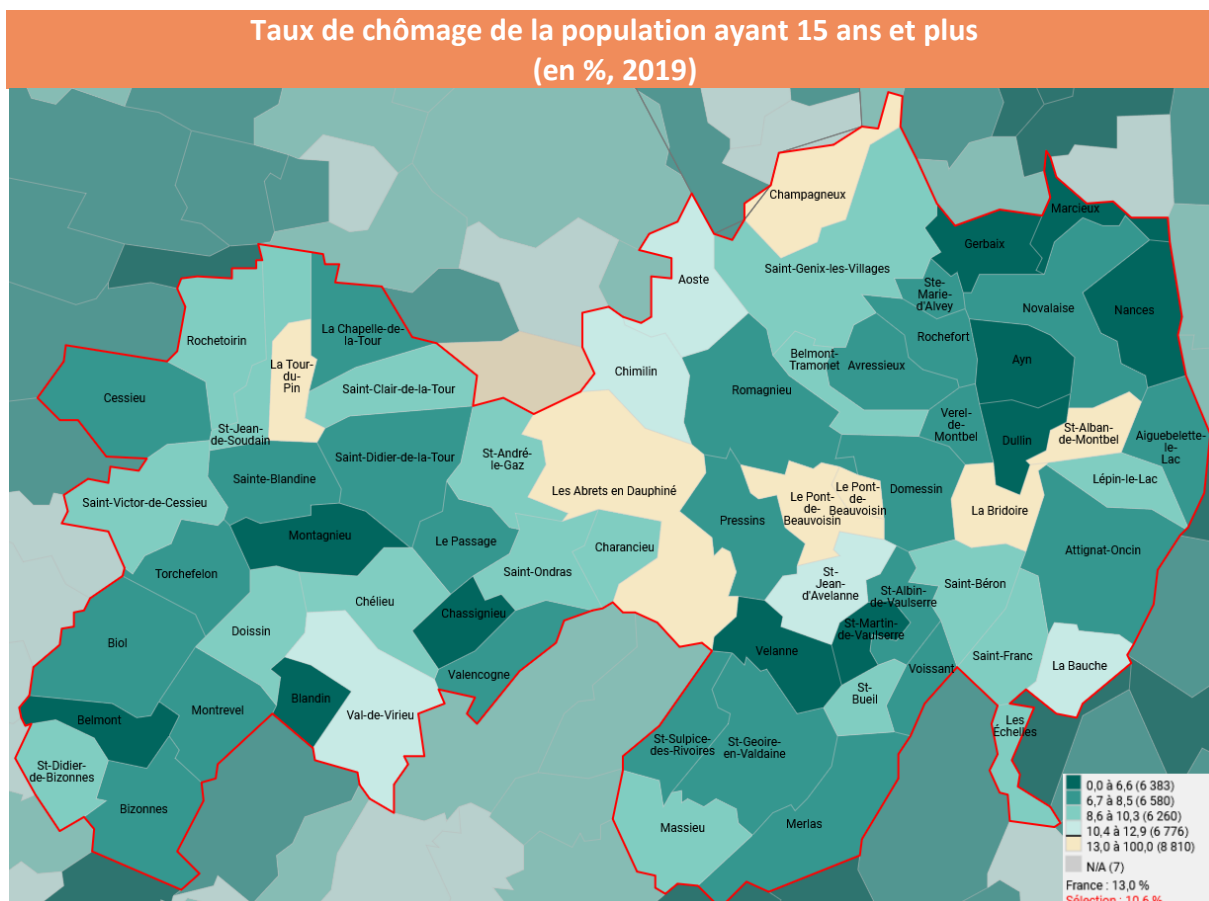 Taux de chômage de la population ayant 15 ans et plus
(en %, 2019)
Champagneux
Marcieux
Gerbaix
Saint-Genix-les-Villages
Aoste
Ste-
Marie-
d'Alvey
Novalaise
Nances
La Chapelle-de-
la-Tour
Rochetoirin
Rochefort
La Tour-
du-
Pin
Belmont-
Tramonet
Avressieux
Ayn
Chimilin
Saint-Clair-de-la-Tour
Romagnieu
Cessieu
St-Jean-
de-Soudain
Verel-
de-
Montbel
Dullin
St-Alban-
de-Montbel
Aiguebelette-
le-
Lac
Saint-Didier-de-la-Tour
St-André-
le-Gaz
Sainte-Blandine
Lépin-le-Lac
Les Abrets en Dauphiné
Le Pont-
de-
Beauvoisin
Le Pont-
de-
Beauvoisin
Domessin
Saint-Victor-de-Cessieu
La Bridoire
Pressins
Montagnieu
Le Passage
Charancieu
Attignat-Oncin
Torchefelon
Saint-Ondras
St-
Jean-
d'Avelanne
Saint-Béron
Chélieu
St-Albin-
de-Vaulserre
Chassignieu
Doissin
St-Martin-
de-Vaulserre
Biol
Velanne
Saint-Franc
La Bauche
Voissant
Valencogne
Blandin
St-
Bueil
Montrevel
Val-de-Virieu
Belmont
Les
Échelles
St-Sulpice-
des-Rivoires
St-Geoire-
en-Valdaine
St-Didier-
de-Bizonnes
Bizonnes
Massieu
Merlas
0,0 à 6,6 (6 383)
6,7 à 8,5 (6 580)
8,6 à 10,3 (6 260)
10,4 à 12,9 (6 776)
13,0 à 100,0 (8 810)
N/A (7)
France : 13,0 %
Sélection : 10,6 %